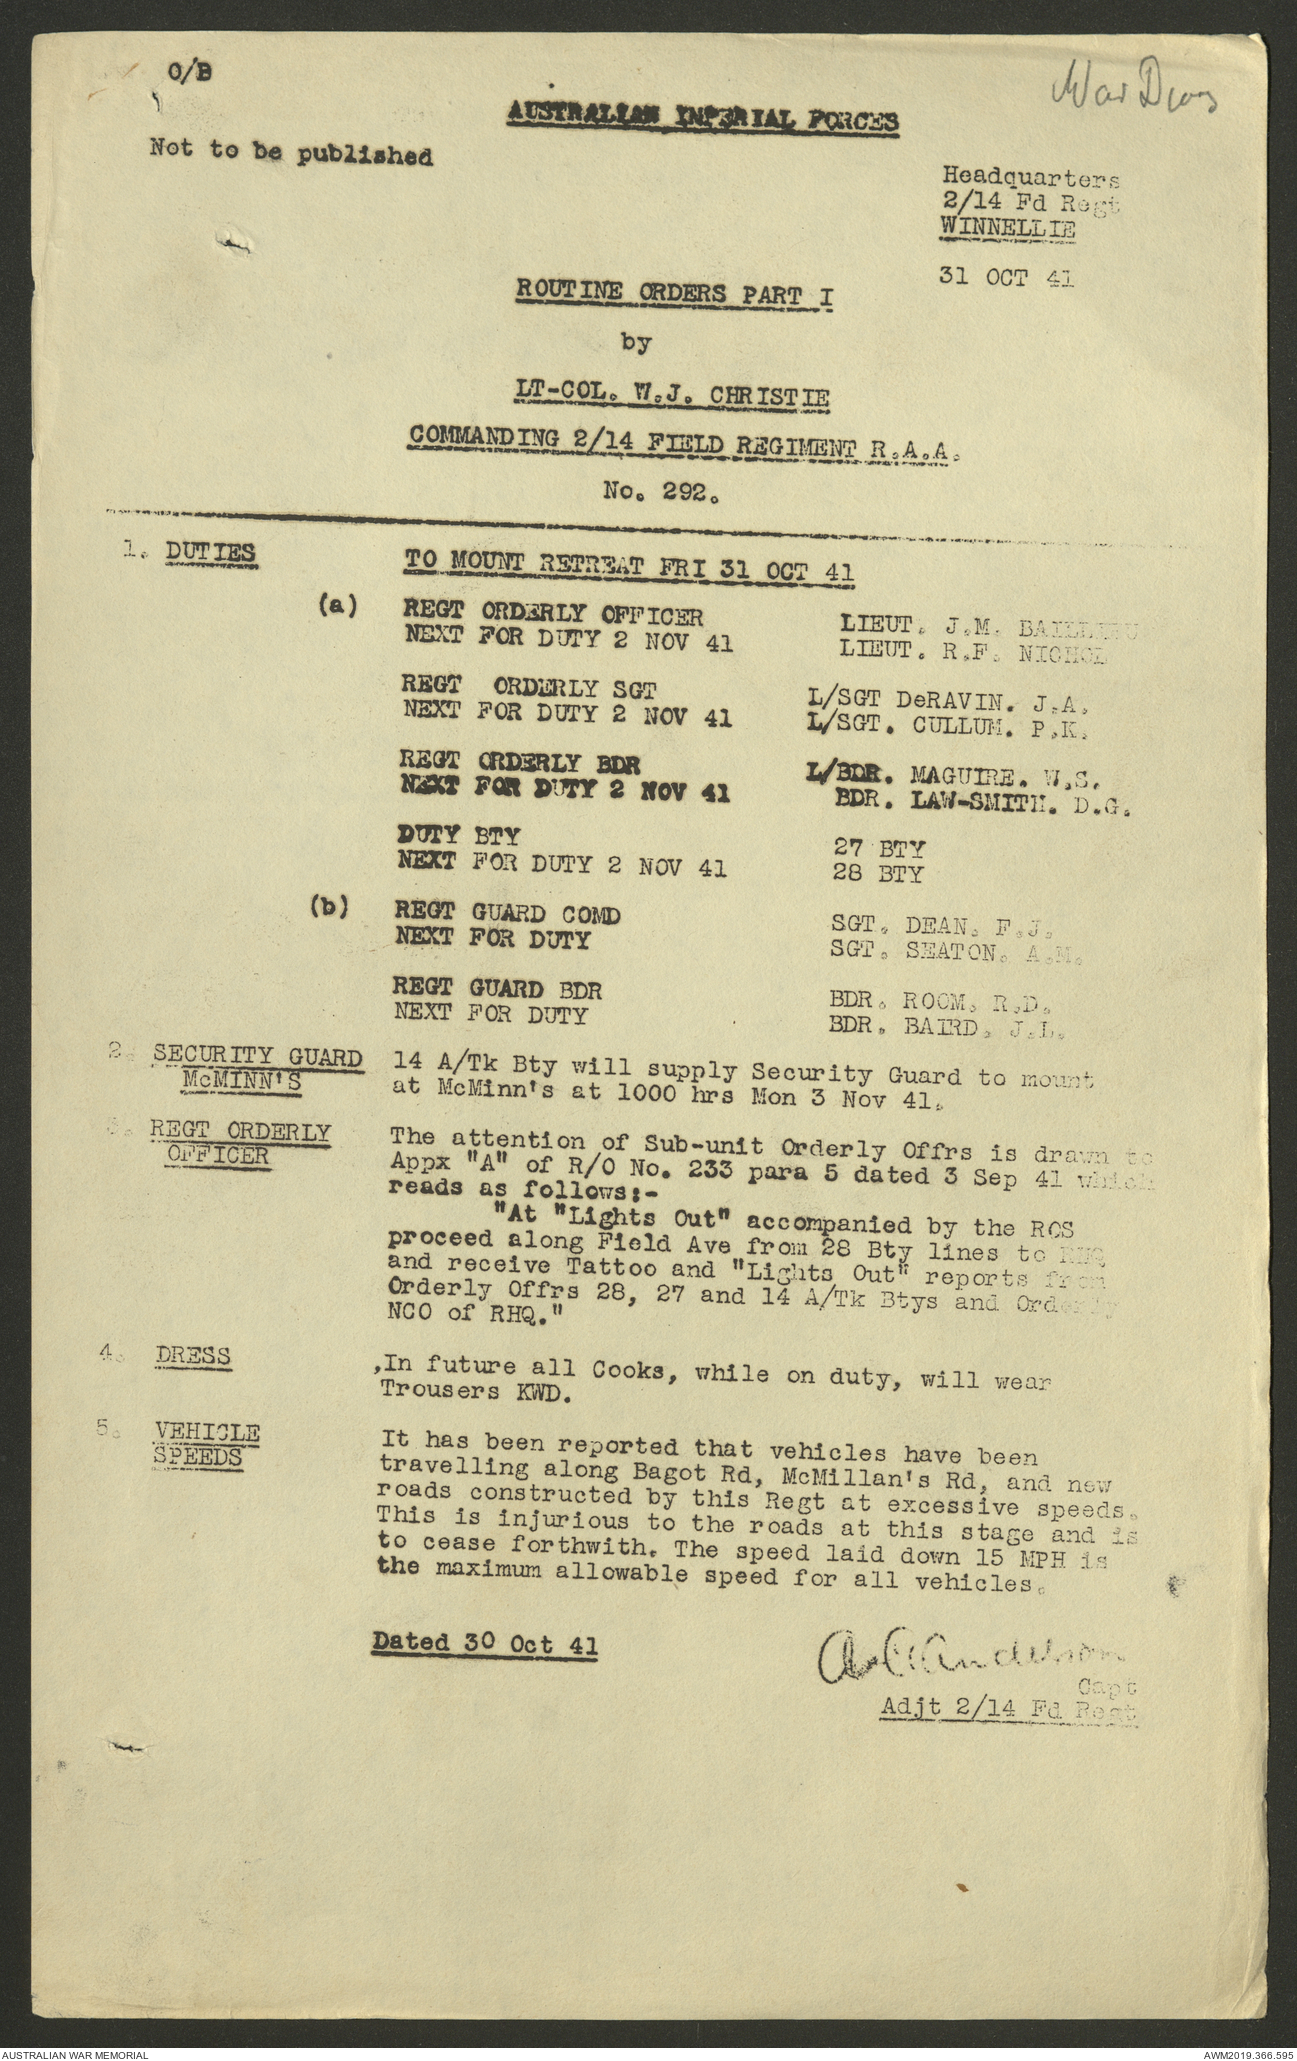 O/B
War Diary
AUSTRALIAN IMPERIAL FORCES
Not to be published
Headquarters
2/14 Fd Regt
WINNELLIE
31 OCT 41
ROUTINE ORDERS PART I
by
LT-COL. W.J. CHRISTIE
COMMANDING 2/14 FIELD REGIMENT R.A.A.
No. 292.
1. DUTIES TO MOUNT RETREAT FRI 31 OCT 41
(a) REGT ORDERLY OFFICER LIEUT. J.M. BAILLIEU
NEXT FOR DUTY 2 NOV 41 LIEUT. R.F. NICHOL
REGT ORDERLY SGT L/SGT DeRAVIN. J.A.
NEXT FOR DUTY 2 NOV 41 L/SGT. CULLUM. P.K.
REGT ORDERLY BDR L/BDR. MAGUIRE. W.S.
NEXT FOR DUTY 2 NOV 41 BDR. LAW-SMITH. D.G.
DUTY BTY 27 BTY
NEXT FOR DUTY 2 NOV 41 28 BTY
(b) REGT GUARD COMD SGT. DEAN. F.J.
NEXT FOR DUTY SGT. SEATON. A.M.
REGT GUARD BDR BDR. ROOM. R.D.
NEXT FOR DUTY BDR. BAIRD. J.L.
2. SECURITY GUARD 14 A/Tk Bty will supply Security Guard to mount
McMINN'S at McMinn's at 1000 hrs Mon 3 Nov 41.
3. REGT ORDERLY The attention of Sub-unit Orderly Offrs is drawn to
OFFICER Appx "A" of R/O No. 233 para 5 dated 3 Sep 41 which
reads as follows:-
"At "Lights Out" accompanied by the ROS
proceed along Field Ave from 28 Bty lines to RHQ
and receive Tattoo and "Lights Out" reports from
Orderly Offrs 28, 27 and 14 A/Tk Btys and Orderly
NCO of RHQ."
4. DRESS ,In future all Cooks, while on duty, will wear
Trousers KWD.
5. VEHICLE It has been reported that vehicles have been
SPEEDS travelling along Bagot Rd, McMillan's Rd, and new
roads constructed by this Regt at excessive speeds.
This is injurious to the roads at this stage and is
to cease forthwith. The speed laid down 15 MPH is
the maximum allowable speed for all vehicles.
Dated 30 Oct 41
Anderson
Capt
Adjt 2/14 Fd Regt
AUSTRALIAN WAR MEMORIAL
AWM2019.366.595